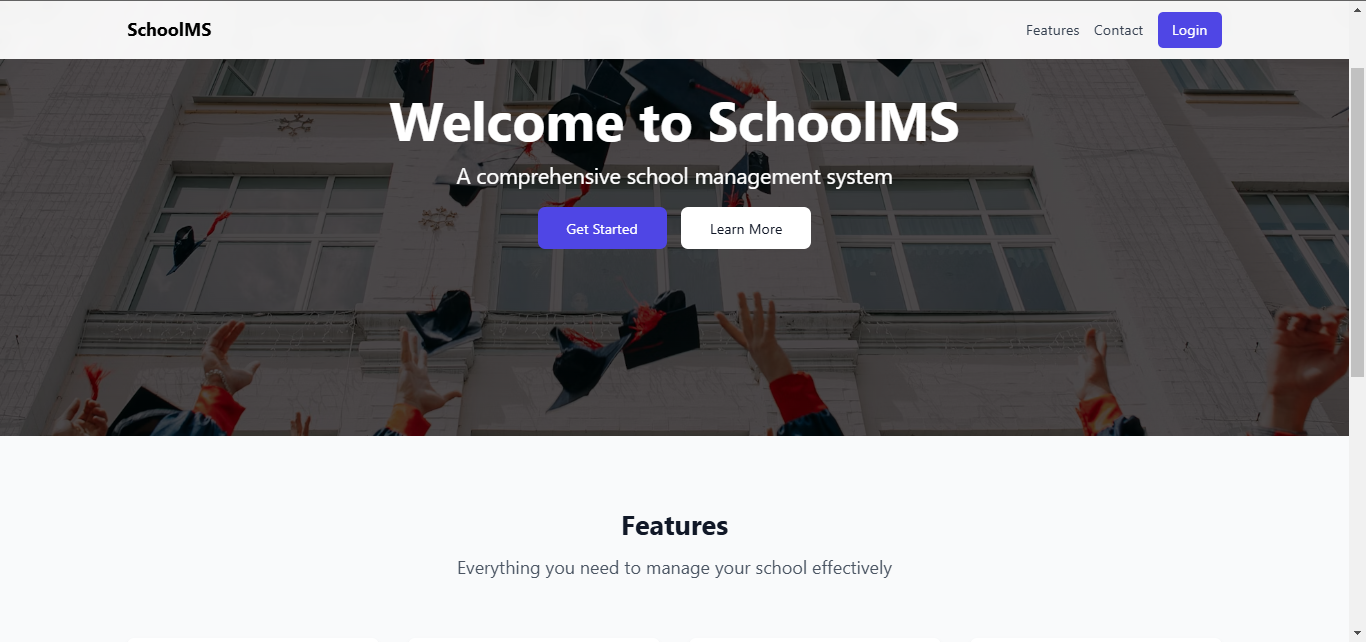 SchoolMS
Features Contact Login
Welcome to SchoolMS
A comprehensive school management system
Get Started Learn More
Features
Everything you need to manage your school effectively